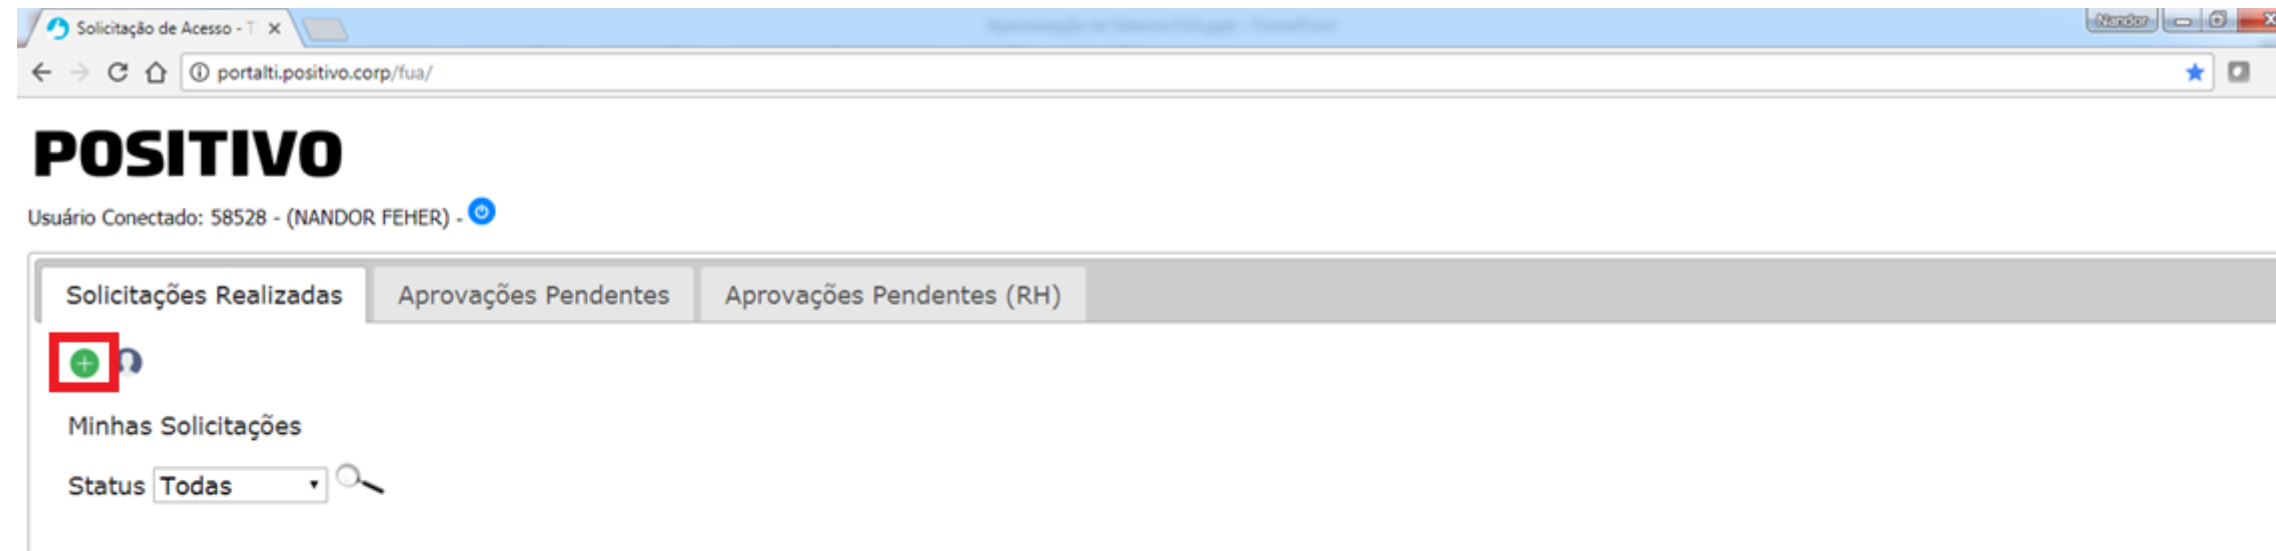 Solicitação de Acesso - T
Nandor
portalti.positivo.corp/fua/
POSITIVO
Usuário Conectado: 58528 - (NANDOR FEHER) -
Solicitações Realizadas Aprovações Pendentes Aprovações Pendentes (RH)
Minhas Solicitações
Status Todas